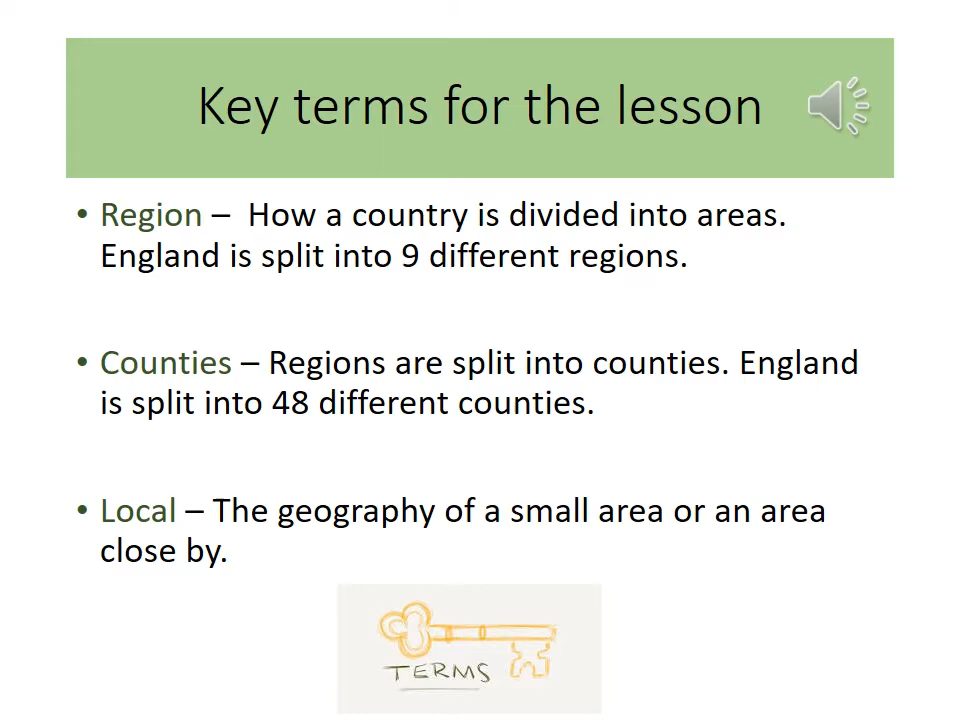 Key terms for the lesson
• Region –  How a country is divided into areas.
England is split into 9 different regions.
• Counties – Regions are split into counties. England
is split into 48 different counties.
• Local – The geography of a small area or an area
close by.
TERMS